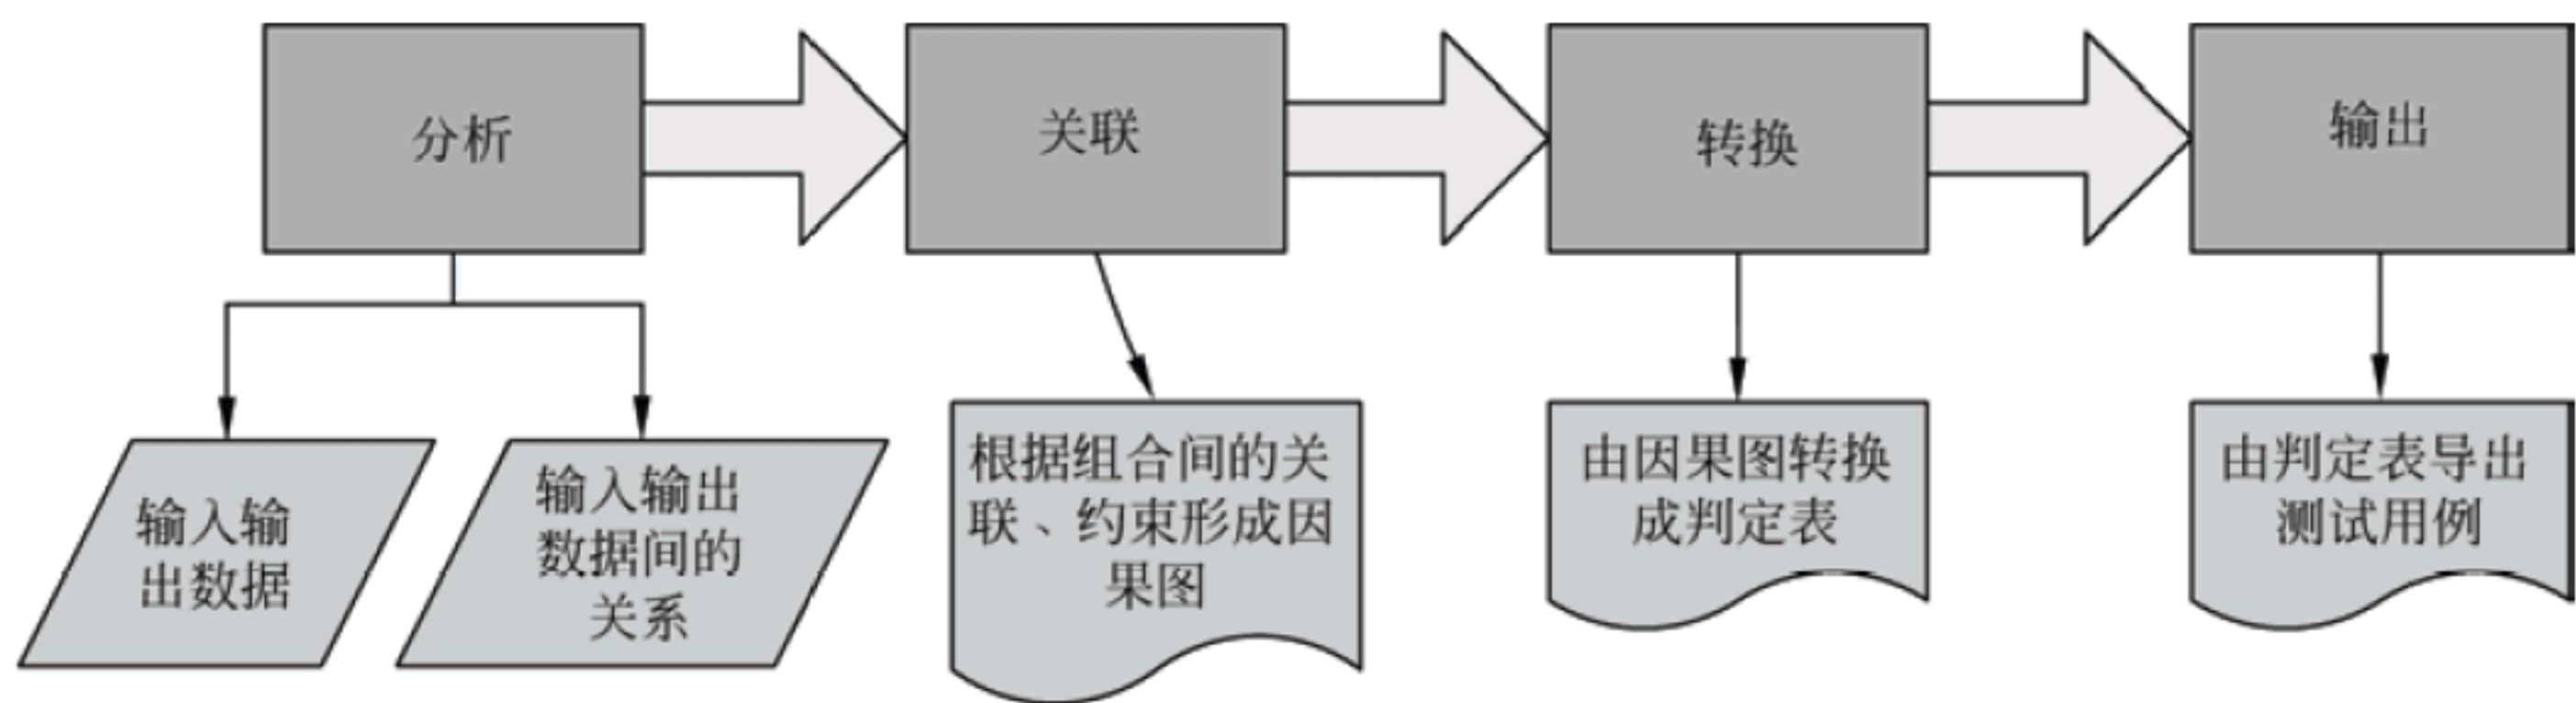 分析
关联
转换
输出
输入输
出数据
输入输出
数据间的
关系
根据组合间的关
联、约束形成因
果图
由因果图转换
成判定表
由判定表导出
测试用例